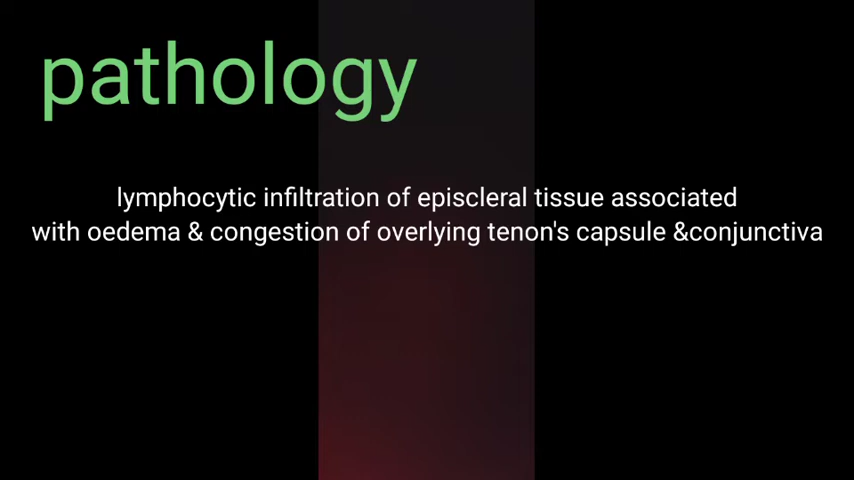 pathology
lymphocytic infiltration of episcleral tissue associated
with oedema & congestion of overlying tenon's capsule &conjunctiva